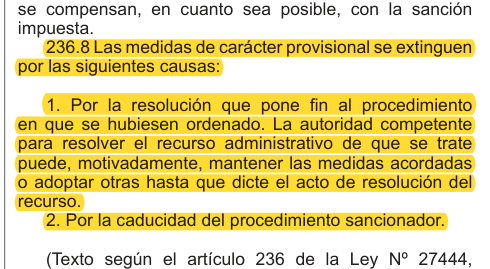 se compensan, en cuanto sea posible, con la sanción
impuesta.
236.8 Las medidas de carácter provisional se extinguen
por las siguientes causas:
1. Por la resolución que pone fin al procedimiento
en que se hubiesen ordenado. La autoridad competente
para resolver el recurso administrativo de que se trate
puede, motivadamente, mantener las medidas acordadas
o adoptar otras hasta que dicte el acto de resolución del
recurso.
2. Por la caducidad del procedimiento sancionador.
(Texto según el artículo 236 de la Ley Nº 27444,